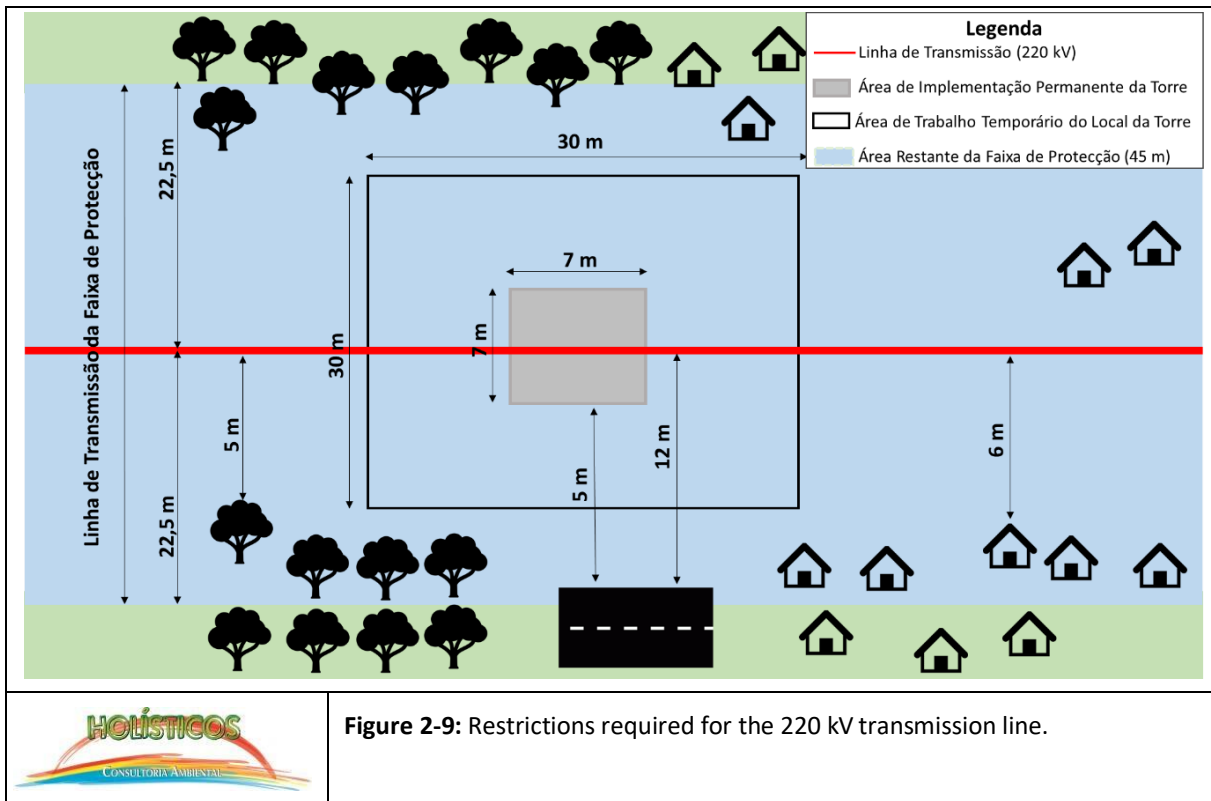 Legenda
Linha de Transmissão (220 kV)
Área de Implementação Permanente da Torre
Área de Trabalho Temporário do Local da Torre
Área Restante da Faixa de Protecção (45 m)
Linha de Transmissão da Faixa de Protecção
22,5 m
22,5 m
30 m
30 m
7 m
7 m
5 m
5 m
12 m
6 m
HOLÍSTICOS
CONSULTORIA AMBIENTAL
Figure 2-9: Restrictions required for the 220 kV transmission line.